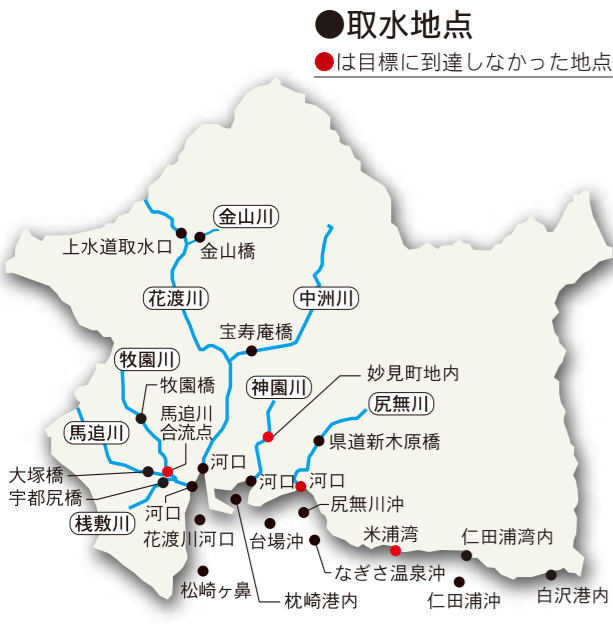 ●取水地点
●は目標に到達しなかった地点
金山川
上水道取水口
金山橋
花渡川
中洲川
宝寿庵橋
牧園川
牧園橋
神園川
妙見町地内
尻無川
馬追川
馬追川
合流点
県道新木原橋
大塚橋
宇都尻橋
桟敷川
河口
河口
河口
河口
尻無川沖
花渡川河口
台場沖
米浦湾
仁田浦湾内
なぎさ温泉沖
松崎ヶ鼻
枕崎港内
仁田浦沖
白沢港内